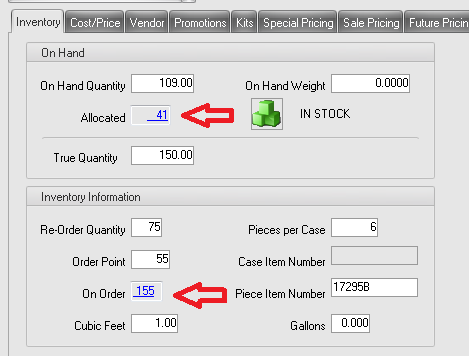 Inventory Cost/Price Vendor Promotions Kits Special Pricing Sale Pricing Future Pricin
On Hand
On Hand Quantity 109.00 On Hand Weight 0.0000
Allocated 41 IN STOCK
True Quantity 150.00
Inventory Information
Re-Order Quantity 75 Pieces per Case 6
Order Point 55 Case Item Number
On Order 155 Piece Item Number 17295B
Cubic Feet 1.00 Gallons 0.000